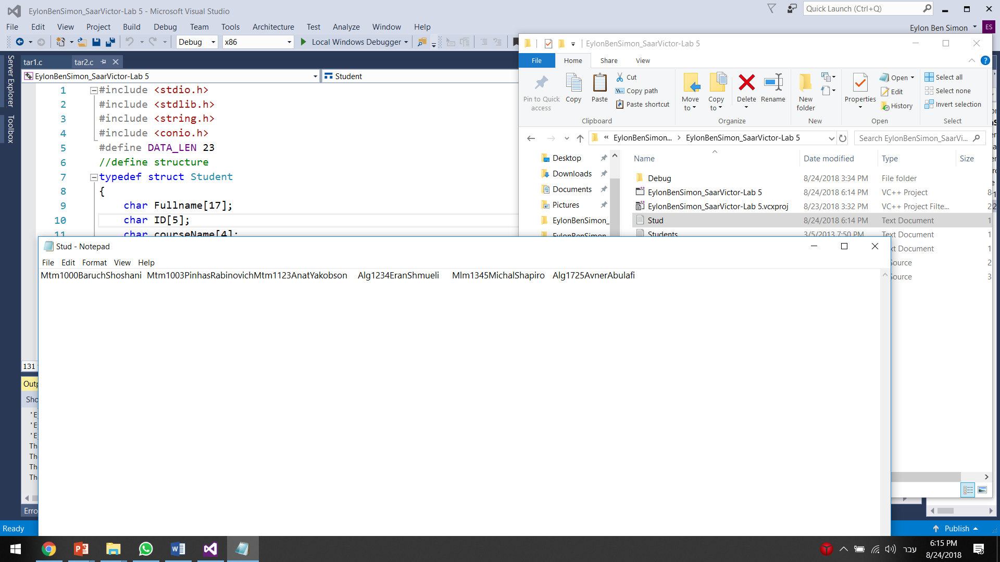 EylonBenSimon_SaarVictor-Lab 5 - Microsoft Visual Studio
Quick Launch (Ctrl+Q)
File Edit View Project Build Debug Team Tools Architecture Test Analyze Window Help
Eylon Ben Simon ES
Debug x86 Local Windows Debugger
Server Explorer
Toolbox
tar1.c tar2.c
EylonBenSimon_SaarVictor-Lab 5 Student
1 #include <stdio.h>
2 #include <stdlib.h>
3 #include <string.h>
4 #include <conio.h>
5 #define DATA_LEN 23
6 //define structure
7 typedef struct Student
8 {
9 char Fullname[17];
10 char ID[5];
11 char courseName[4];
131
Outp
Sho
'E
'E
'E
Th
Th
Th
Th
Erro
Ready
Publish
EylonBenSimon_SaarVictor-Lab 5
File Home Share View
Pin to Quick access
Copy
Paste
Cut
Copy path
Paste shortcut
Clipboard
Move to
Copy to
Delete
Rename
Organize
New folder
New
Properties
Open
Edit
History
Open
Select all
Select none
Invert selection
Select
« EylonBenSimon... > EylonBenSimon_SaarVictor-Lab 5
Search EylonBenSimon_SaarVi...
Desktop
Downloads
Documents
Pictures
EylonBenSimon_
EylonBenSimon
Name Date modified Type Size
Debug 8/24/2018 3:34 PM File folder
EylonBenSimon_SaarVictor-Lab 5 8/24/2018 6:14 PM VC++ Project 8
EylonBenSimon_SaarVictor-Lab 5.vcxproj 8/23/2018 3:32 PM VC++ Project Filte... 2
Stud 8/24/2018 6:14 PM Text Document 1
Students 3/5/2013 7:50 PM Text Document 1
xt Document 1
Source 2
Source 3
Stud - Notepad
File Edit Format View Help
Mtm1000BaruchShoshani Mtm1003PinhasRabinovichMtm1123AnatYakobson Alg1234EranShmueli Mlm1345MichalShapiro Alg1725AvnerAbulafi
עבר
6:15 PM
8/24/2018